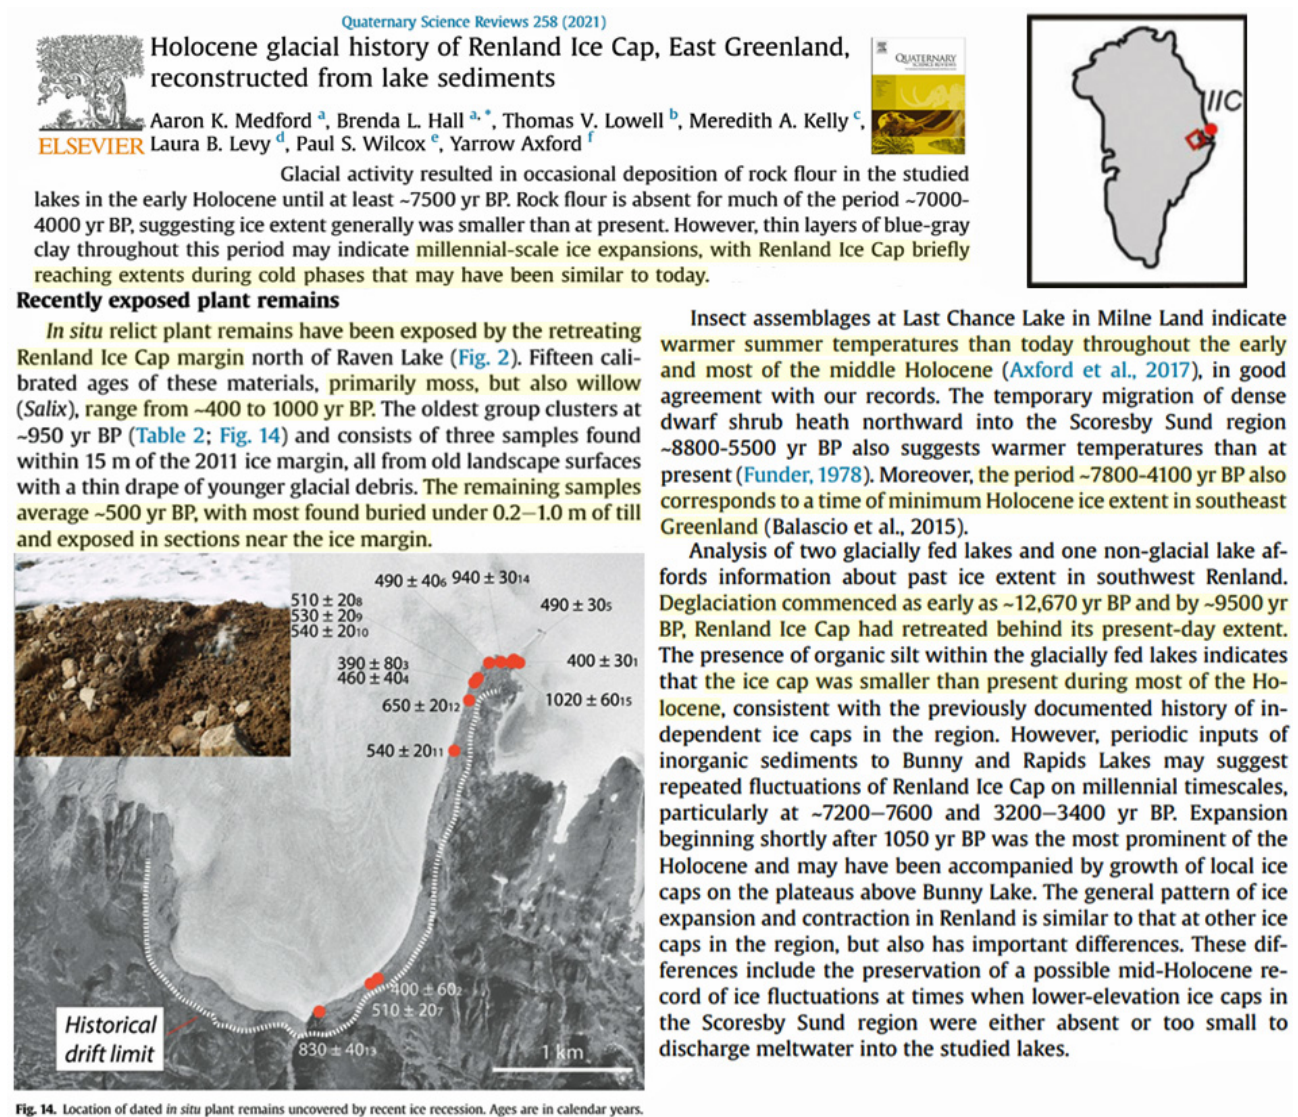 Quaternary Science Reviews 258 (2021)
Holocene glacial history of Renland Ice Cap, East Greenland,
reconstructed from lake sediments
Aaron K. Medford a, Brenda L. Hall a, *, Thomas V. Lowell b, Meredith A. Kelly c,
Laura B. Levy d, Paul S. Wilcox e, Yarrow Axford f
ELSEVIER
QUATERNARY
SCIENCE REVIEWS
IIC
Glacial activity resulted in occasional deposition of rock flour in the studied
lakes in the early Holocene until at least ~7500 yr BP. Rock flour is absent for much of the period ~7000-
4000 yr BP, suggesting ice extent generally was smaller than at present. However, thin layers of blue-gray
clay throughout this period may indicate millennial-scale ice expansions, with Renland Ice Cap briefly
reaching extents during cold phases that may have been similar to today.
Recently exposed plant remains
In situ relict plant remains have been exposed by the retreating
Renland Ice Cap margin north of Raven Lake (Fig. 2). Fifteen cali-
brated ages of these materials, primarily moss, but also willow
(Salix), range from ~400 to 1000 yr BP. The oldest group clusters at
~950 yr BP (Table 2; Fig. 14) and consists of three samples found
within 15 m of the 2011 ice margin, all from old landscape surfaces
with a thin drape of younger glacial debris. The remaining samples
average ~500 yr BP, with most found buried under 0.2–1.0 m of till
and exposed in sections near the ice margin.
490 ± 40 6
940 ± 30 14
510 ± 20 8
530 ± 20 9
540 ± 20 10
490 ± 30 5
390 ± 80 3
460 ± 40 4
400 ± 30 1
650 ± 20 12
1020 ± 60 15
540 ± 20 11
400 ± 60 2
510 ± 20 7
830 ± 40 13
Historical
drift limit
1 km
Fig. 14. Location of dated in situ plant remains uncovered by recent ice recession. Ages are in calendar years.
Insect assemblages at Last Chance Lake in Milne Land indicate
warmer summer temperatures than today throughout the early
and most of the middle Holocene (Axford et al., 2017), in good
agreement with our records. The temporary migration of dense
dwarf shrub heath northward into the Scoresby Sund region
~8800-5500 yr BP also suggests warmer temperatures than at
present (Funder, 1978). Moreover, the period ~7800-4100 yr BP also
corresponds to a time of minimum Holocene ice extent in southeast
Greenland (Balascio et al., 2015).
Analysis of two glacially fed lakes and one non-glacial lake af-
fords information about past ice extent in southwest Renland.
Deglaciation commenced as early as ~12,670 yr BP and by ~9500 yr
BP, Renland Ice Cap had retreated behind its present-day extent.
The presence of organic silt within the glacially fed lakes indicates
that the ice cap was smaller than present during most of the Ho-
locene, consistent with the previously documented history of in-
dependent ice caps in the region. However, periodic inputs of
inorganic sediments to Bunny and Rapids Lakes may suggest
repeated fluctuations of Renland Ice Cap on millennial timescales,
particularly at ~7200–7600 and 3200–3400 yr BP. Expansion
beginning shortly after 1050 yr BP was the most prominent of the
Holocene and may have been accompanied by growth of local ice
caps on the plateaus above Bunny Lake. The general pattern of ice
expansion and contraction in Renland is similar to that at other ice
caps in the region, but also has important differences. These dif-
ferences include the preservation of a possible mid-Holocene re-
cord of ice fluctuations at times when lower-elevation ice caps in
the Scoresby Sund region were either absent or too small to
discharge meltwater into the studied lakes.